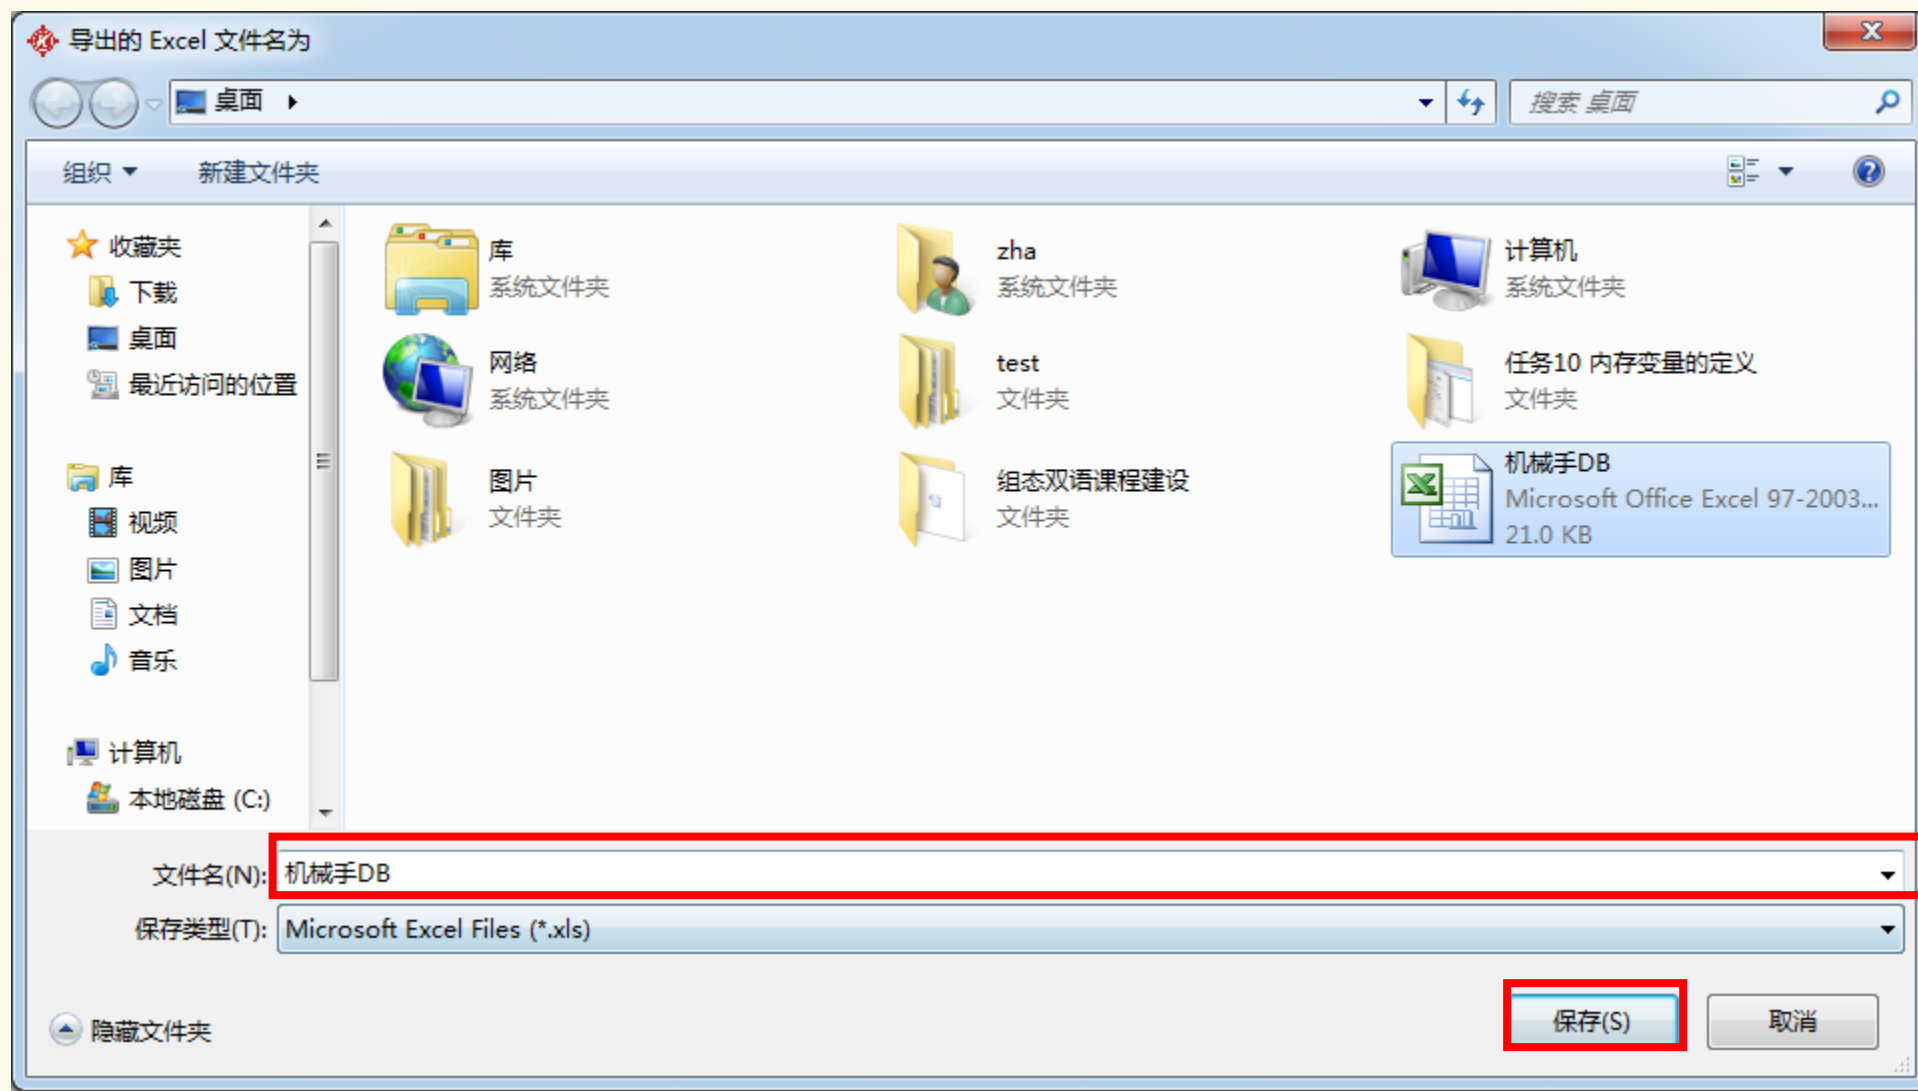 导出的 Excel 文件名为
桌面
搜索 桌面
组织
新建文件夹
收藏夹
下载
桌面
最近访问的位置
库
视频
图片
文档
音乐
计算机
本地磁盘 (C:)
库
系统文件夹
zha
系统文件夹
计算机
系统文件夹
网络
系统文件夹
test
文件夹
任务10 内存变量的定义
文件夹
图片
文件夹
组态双语课程建设
文件夹
机械手DB
Microsoft Office Excel 97-2003...
21.0 KB
文件名(N): 机械手DB
保存类型(T): Microsoft Excel Files (*.xls)
隐藏文件夹
保存(S)
取消